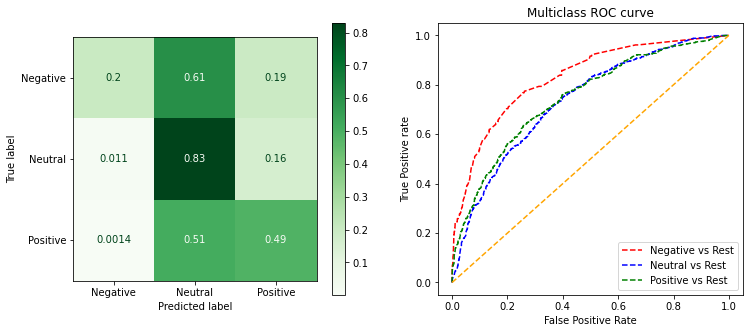 Negative 0.2 0.61 0.19
Neutral 0.011 0.83 0.16
Positive 0.0014 0.51 0.49
True label
Negative Neutral Positive
Predicted label
0.8
0.7
0.6
0.5
0.4
0.3
0.2
0.1
Multiclass ROC curve
True Positive rate
1.0
0.8
0.6
0.4
0.2
0.0
Negative vs Rest
Neutral vs Rest
Positive vs Rest
0.0 0.2 0.4 0.6 0.8 1.0
False Positive Rate